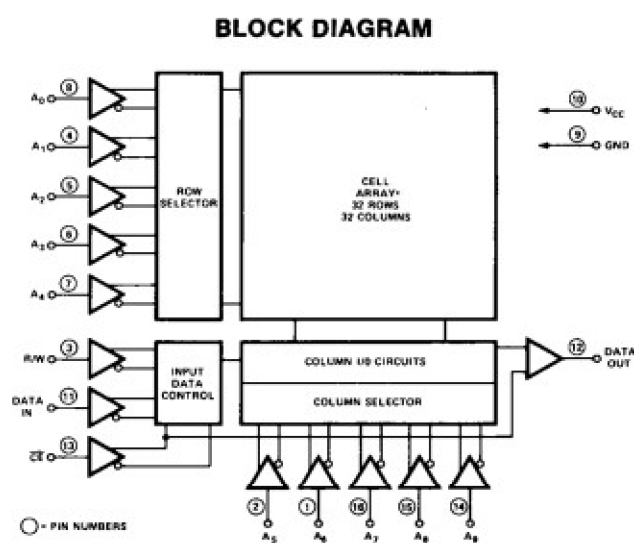 BLOCK DIAGRAM
A0 8
A1 4
A2 5
A3 6
A4 7
ROW
SELECTOR
CELL
ARRAY*
32 ROWS
32 COLUMNS
10 VCC
9 GND
R/W 3
DATA
IN 11
CE 13
INPUT
DATA
CONTROL
COLUMN I/O CIRCUITS
COLUMN SELECTOR
12 DATA
OUT
2 1 16 15 14
A5 A6 A7 A8 A9
= PIN NUMBERS